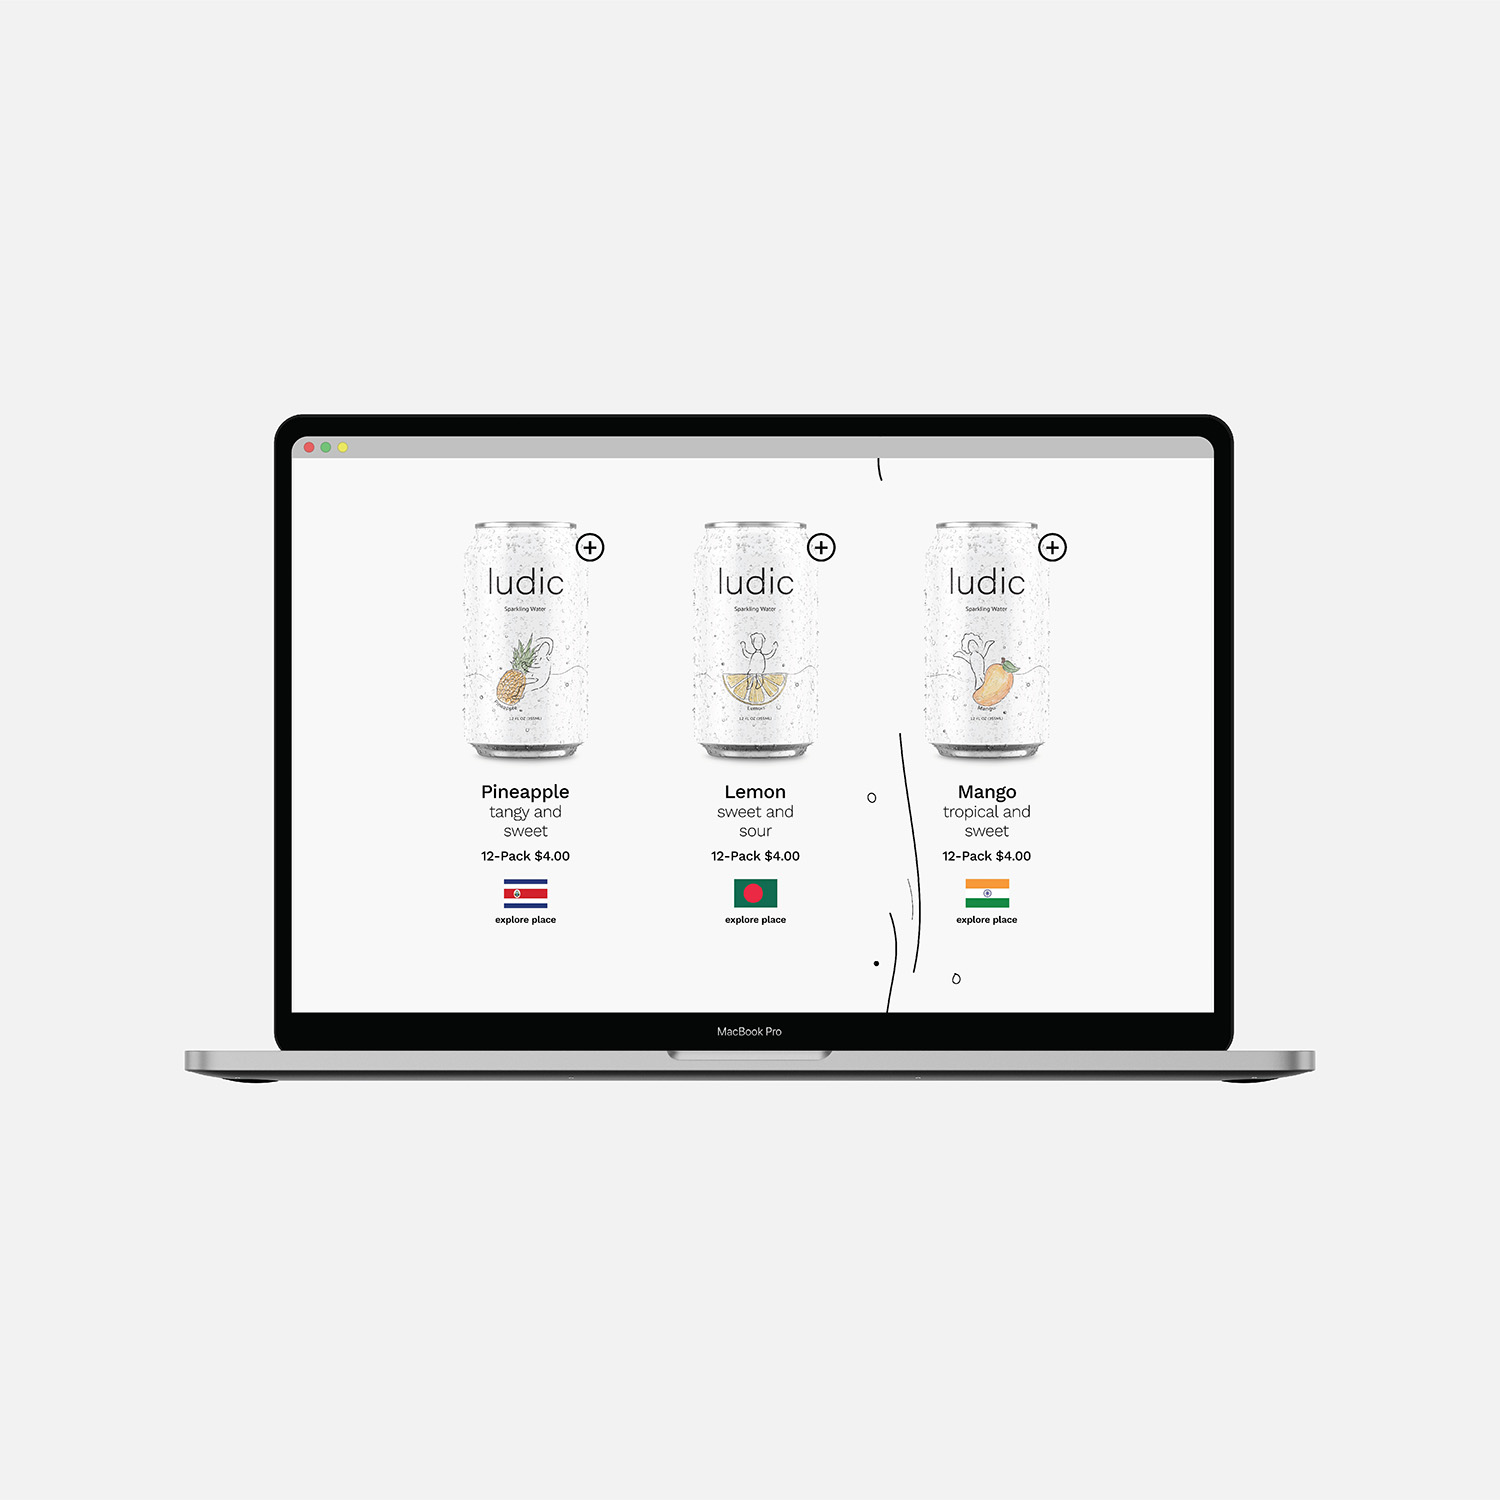 ludic
Sparkling Water
Pineapple
12 FL OZ (355ML)
Pineapple
tangy and
sweet
12-Pack $4.00
explore place
ludic
Sparkling Water
Lemon
12 FL OZ (355ML)
Lemon
sweet and
sour
12-Pack $4.00
explore place
ludic
Sparkling Water
Mango
12 FL OZ (355ML)
Mango
tropical and
sweet
12-Pack $4.00
explore place
MacBook Pro